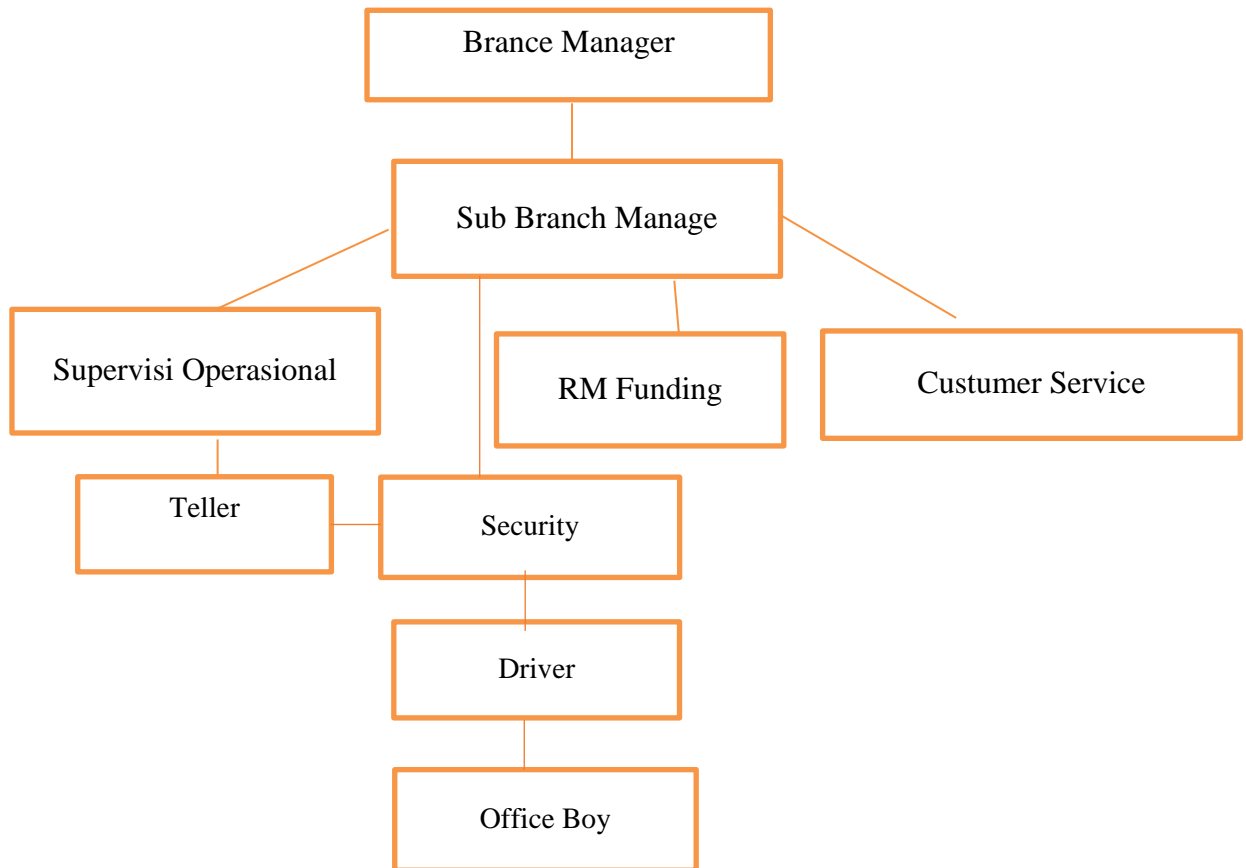 Brance Manager
Sub Branch Manage
Supervisi Operasional
RM Funding
Custumer Service
Teller
Security
Driver
Office Boy